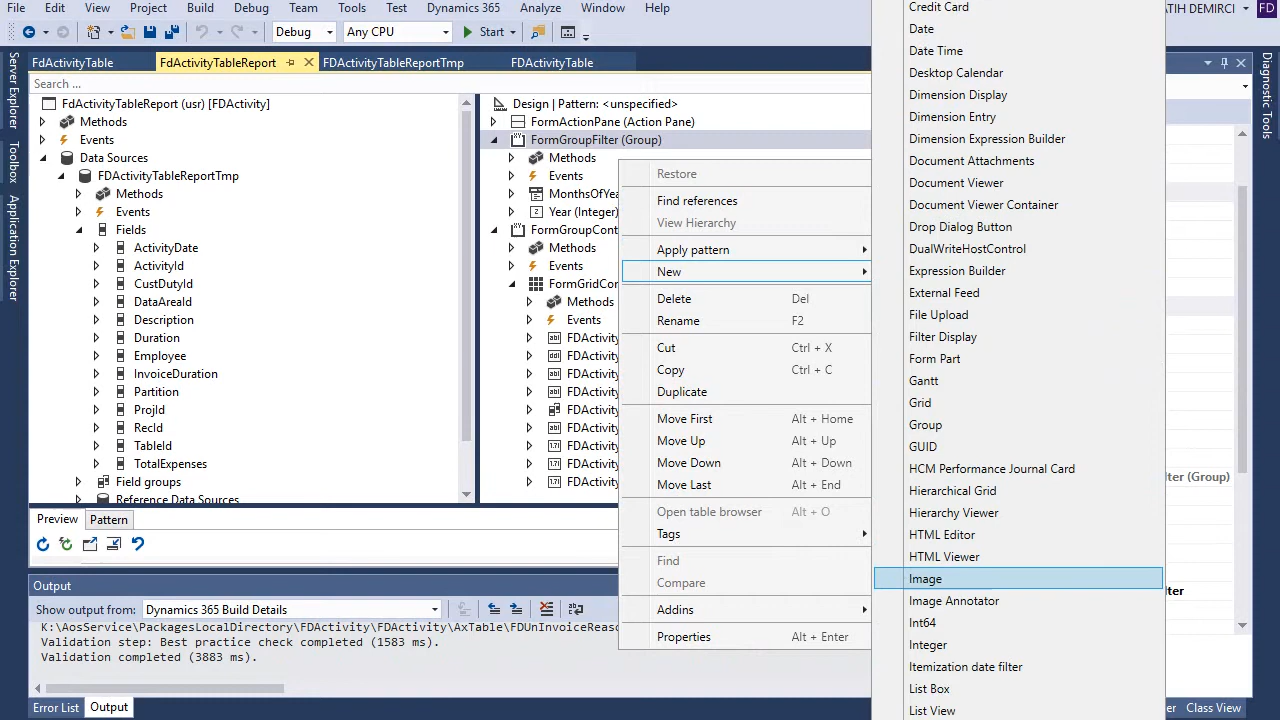 File Edit View Project Build Debug Team Tools Test Dynamics 365 Analyze Window Help
ATIH DEMIRCI FD
Debug Any CPU Start
Server Explorer
Toolbox
Application Explorer
FdActivityTable FdActivityTableReport FDActivityTableReportTmp FDActivityTable
Search ...
FdActivityTableReport (usr) [FDActivity]
Methods
Events
Data Sources
FDActivityTableReportTmp
Methods
Events
Fields
ActivityDate
ActivityId
CustDutyId
DataAreaId
Description
Duration
Employee
InvoiceDuration
Partition
ProjId
RecId
TableId
TotalExpenses
Field groups
Reference Data Sources
Design | Pattern: <unspecified>
FormActionPane (Action Pane)
FormGroupFilter (Group)
Methods
Events
MonthsOfYe
Year (Integer)
FormGroupCont
Methods
Events
FormGridCor
Methods
Events
FDActivity
FDActivity
FDActivity
FDActivity
FDActivity
FDActivity
FDActivity
FDActivity
FDActivity
Restore
Find references
View Hierarchy
Apply pattern
New
Delete Del
Rename F2
Cut Ctrl + X
Copy Ctrl + C
Duplicate
Move First Alt + Home
Move Up Alt + Up
Move Down Alt + Down
Move Last Alt + End
Open table browser Alt + O
Tags
Find
Compare
Addins
Properties Alt + Enter
Credit Card
Date
Date Time
Desktop Calendar
Dimension Display
Dimension Entry
Dimension Expression Builder
Document Attachments
Document Viewer
Document Viewer Container
Drop Dialog Button
DualWriteHostControl
Expression Builder
External Feed
File Upload
Filter Display
Form Part
Gantt
Grid
Group
GUID
HCM Performance Journal Card
Hierarchical Grid
Hierarchy Viewer
HTML Editor
HTML Viewer
Image
Image Annotator
Int64
Integer
Itemization date filter
List Box
List View
Diagnostic Tools
lter (Group)
lter
Preview Pattern
Output
Show output from: Dynamics 365 Build Details
K:\AosService\PackagesLocalDirectory\FDActivity\FDActivity\AxTable\FDUnInvoiceReaso
Validation step: Best practice check completed (1583 ms).
Validation completed (3883 ms).
Error List Output
er Class View